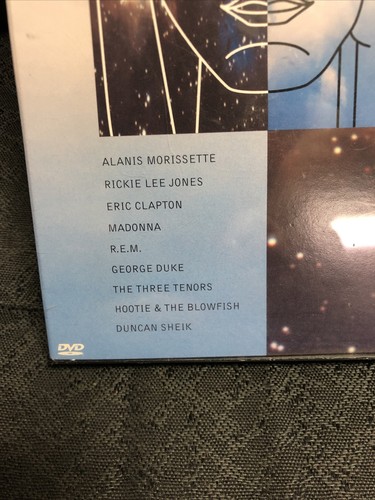 ALANIS MORISSETTE
RICKIE LEE JONES
ERIC CLAPTON
MADONNA
R.E.M.
GEORGE DUKE
THE THREE TENORS
HOOTIE & THE BLOWFISH
DUNCAN SHEIK
DVD